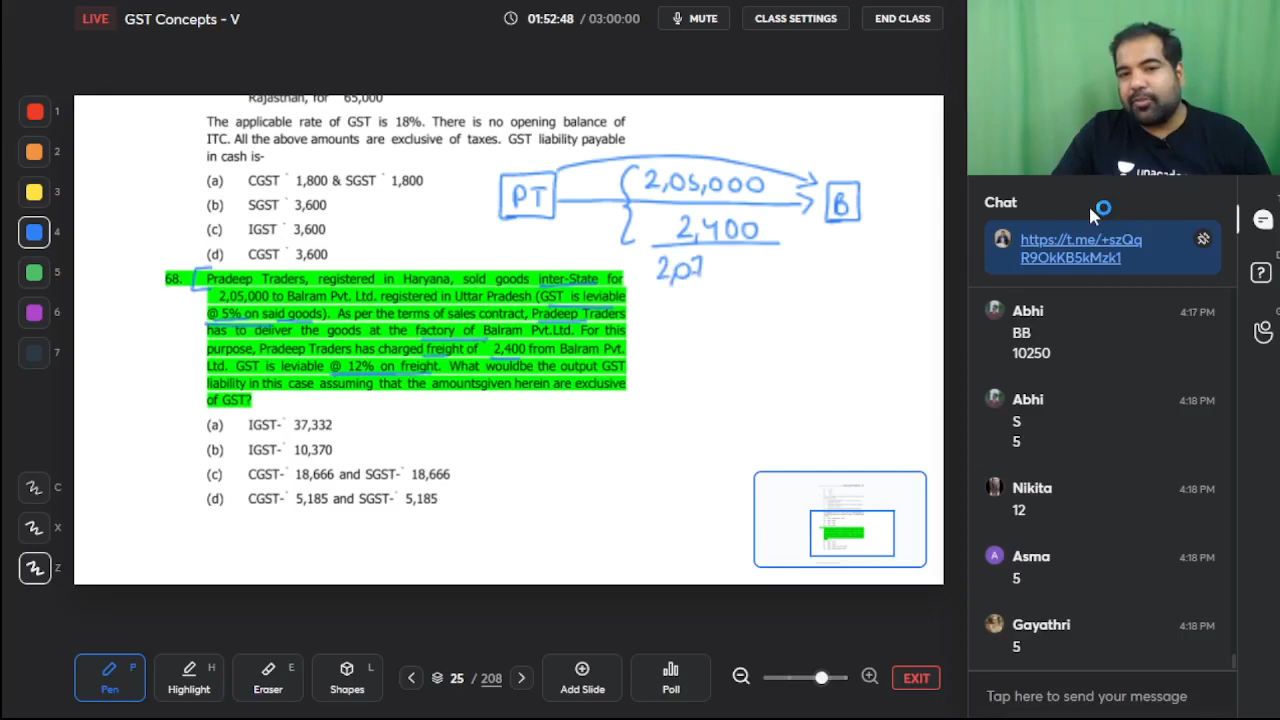 LIVE GST Concepts - V 01:52:48 / 03:00:00 MUTE CLASS SETTINGS END CLASS
1
2
3
4
5
6
7
C
X
Z
Rajasthan, for ` 65,000
The applicable rate of GST is 18%. There is no opening balance of
ITC. All the above amounts are exclusive of taxes. GST liability payable
in cash is-
(a) CGST ` 1,800 & SGST ` 1,800
(b) SGST ` 3,600
(c) IGST ` 3,600
(d) CGST ` 3,600
68. Pradeep Traders, registered in Haryana, sold goods inter-State for
2,05,000 to Balram Pvt. Ltd. registered in Uttar Pradesh (GST is leviable
@ 5% on said goods). As per the terms of sales contract, Pradeep Traders
has to deliver the goods at the factory of Balram Pvt.Ltd. For this
purpose, Pradeep Traders has charged freight of ` 2,400 from Balram Pvt.
Ltd. GST is leviable @ 12% on freight. What wouldbe the output GST
liability in this case assuming that the amountsgiven herein are exclusive
of GST?
(a) IGST-` 37,332
(b) IGST-` 10,370
(c) CGST-` 18,666 and SGST-` 18,666
(d) CGST-` 5,185 and SGST-` 5,185
PT
2,05,000
B
2,400
2,07
Chat
https://t.me/+szQq
R9OkKB5kMzk1
Abhi 4:17 PM
BB
10250
Abhi 4:18 PM
S
5
Nikita 4:18 PM
12
A Asma 4:18 PM
5
Gayathri 4:18 PM
5
Tap here to send your message
Pen P
Highlight H
Eraser E
Shapes L
25 / 208
Add Slide
Poll
EXIT